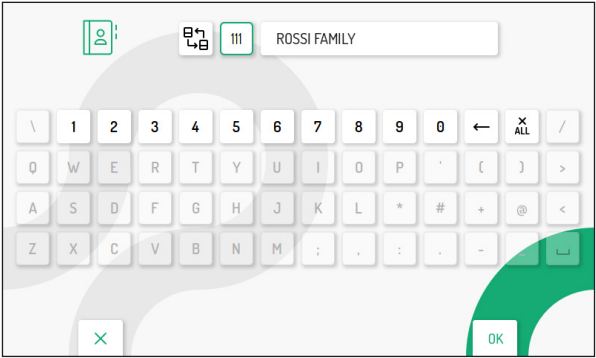 111 ROSSI FAMILY
\ 1 2 3 4 5 6 7 8 9 0 ← X ALL /
Q W E R T Y U I O P ' ( ) >
A S D F G H J K L * # + @ <
Z X C V B N M ; , : . - _
OK